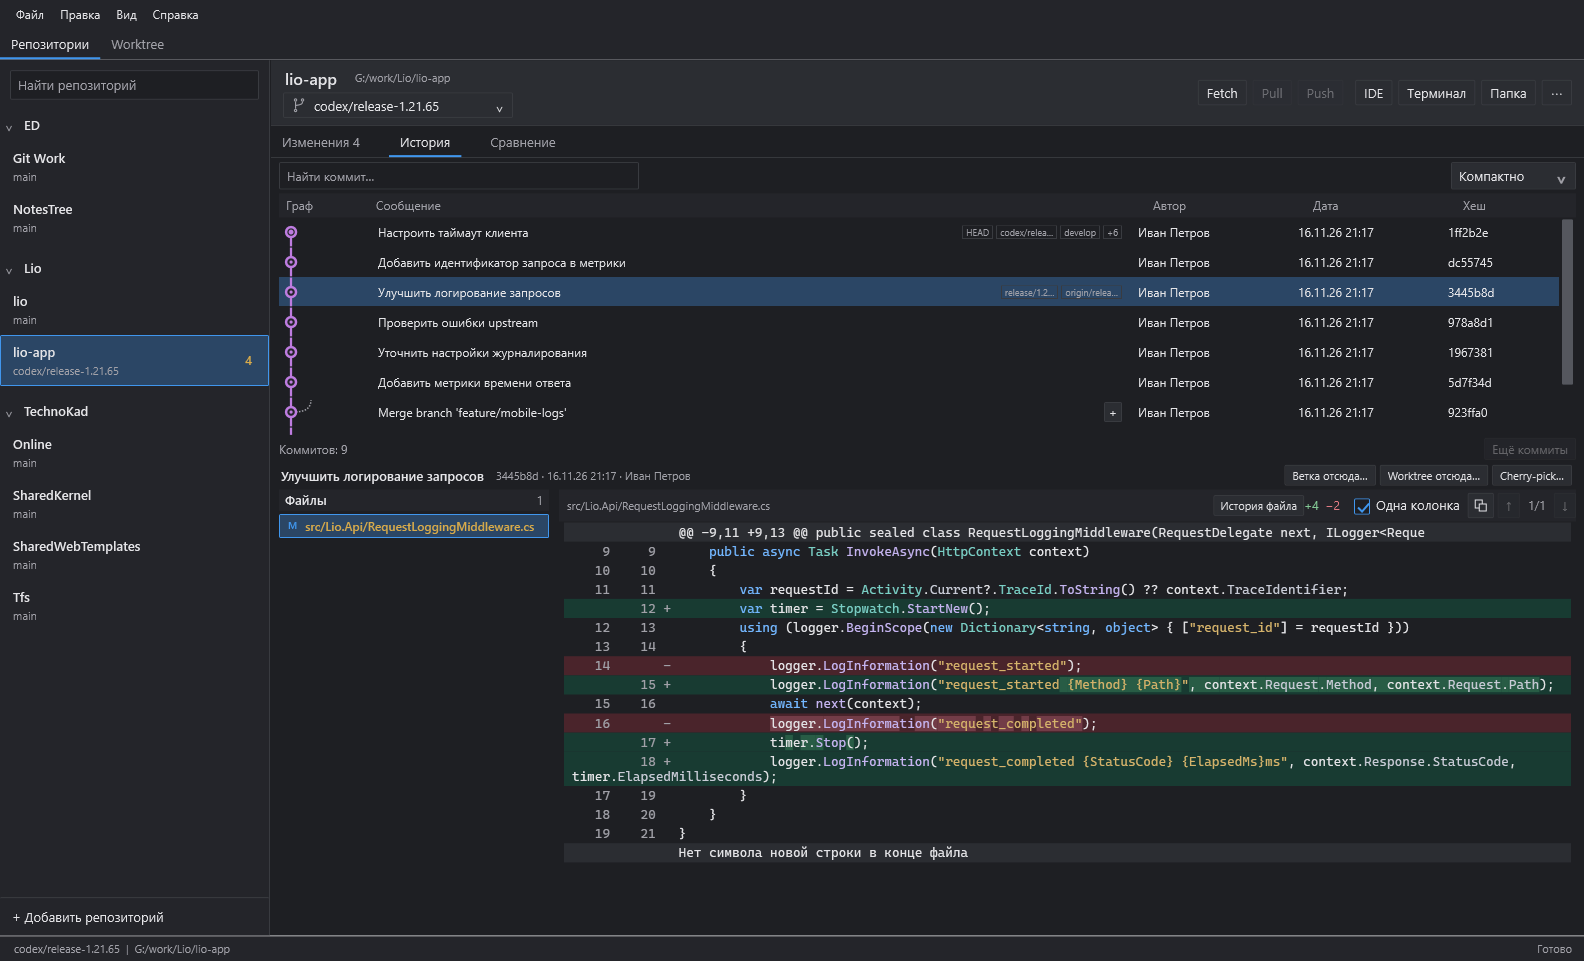 Файл Правка Вид Справка
Репозитории Worktree
Найти репозиторий
ED
Git Work
main
NotesTree
main
Lio
lio
main
lio-app
codex/release-1.21.65
4
TechnoKad
Online
main
SharedKernel
main
SharedWebTemplates
main
Tfs
main
+ Добавить репозиторий
lio-app G:/work/Lio/lio-app
codex/release-1.21.65
Fetch Pull Push IDE Терминал Папка ...
Изменения 4 История Сравнение
Найти коммит...
Компактно
Граф Сообщение Автор Дата Хеш
Настроить таймаут клиента HEAD codex/relea... develop +6 Иван Петров 16.11.26 21:17 1ff2b2e
Добавить идентификатор запроса в метрики Иван Петров 16.11.26 21:17 dc55745
Улучшить логирование запросов release/1.2... origin/relea... Иван Петров 16.11.26 21:17 3445b8d
Проверить ошибки upstream Иван Петров 16.11.26 21:17 978a8d1
Уточнить настройки журналирования Иван Петров 16.11.26 21:17 1967381
Добавить метрики времени ответа Иван Петров 16.11.26 21:17 5d7f34d
Merge branch 'feature/mobile-logs' + Иван Петров 16.11.26 21:17 923ffa0
Коммитов: 9 Ещё коммиты
Улучшить логирование запросов 3445b8d · 16.11.26 21:17 · Иван Петров Ветка отсюда... Worktree отсюда... Cherry-pick...
Файлы 1
M src/Lio.Api/RequestLoggingMiddleware.cs
src/Lio.Api/RequestLoggingMiddleware.cs История файла +4 −2 Одна колонка ↑ 1/1 ↓
@@ -9,11 +9,13 @@ public sealed class RequestLoggingMiddleware(RequestDelegate next, ILogger<Reque
9 9 public async Task InvokeAsync(HttpContext context)
10 10 {
11 11 var requestId = Activity.Current?.TraceId.ToString() ?? context.TraceIdentifier;
12 + var timer = Stopwatch.StartNew();
12 13 using (logger.BeginScope(new Dictionary<string, object> { ["request_id"] = requestId }))
13 14 {
14 − logger.LogInformation("request_started");
15 + logger.LogInformation("request_started {Method} {Path}", context.Request.Method, context.Request.Path);
15 16 await next(context);
16 − logger.LogInformation("request_completed");
17 + timer.Stop();
18 + logger.LogInformation("request_completed {StatusCode} {ElapsedMs}ms", context.Response.StatusCode,
timer.ElapsedMilliseconds);
17 19 }
18 20 }
19 21 }
Нет символа новой строки в конце файла
codex/release-1.21.65 | G:/work/Lio/lio-app Готово